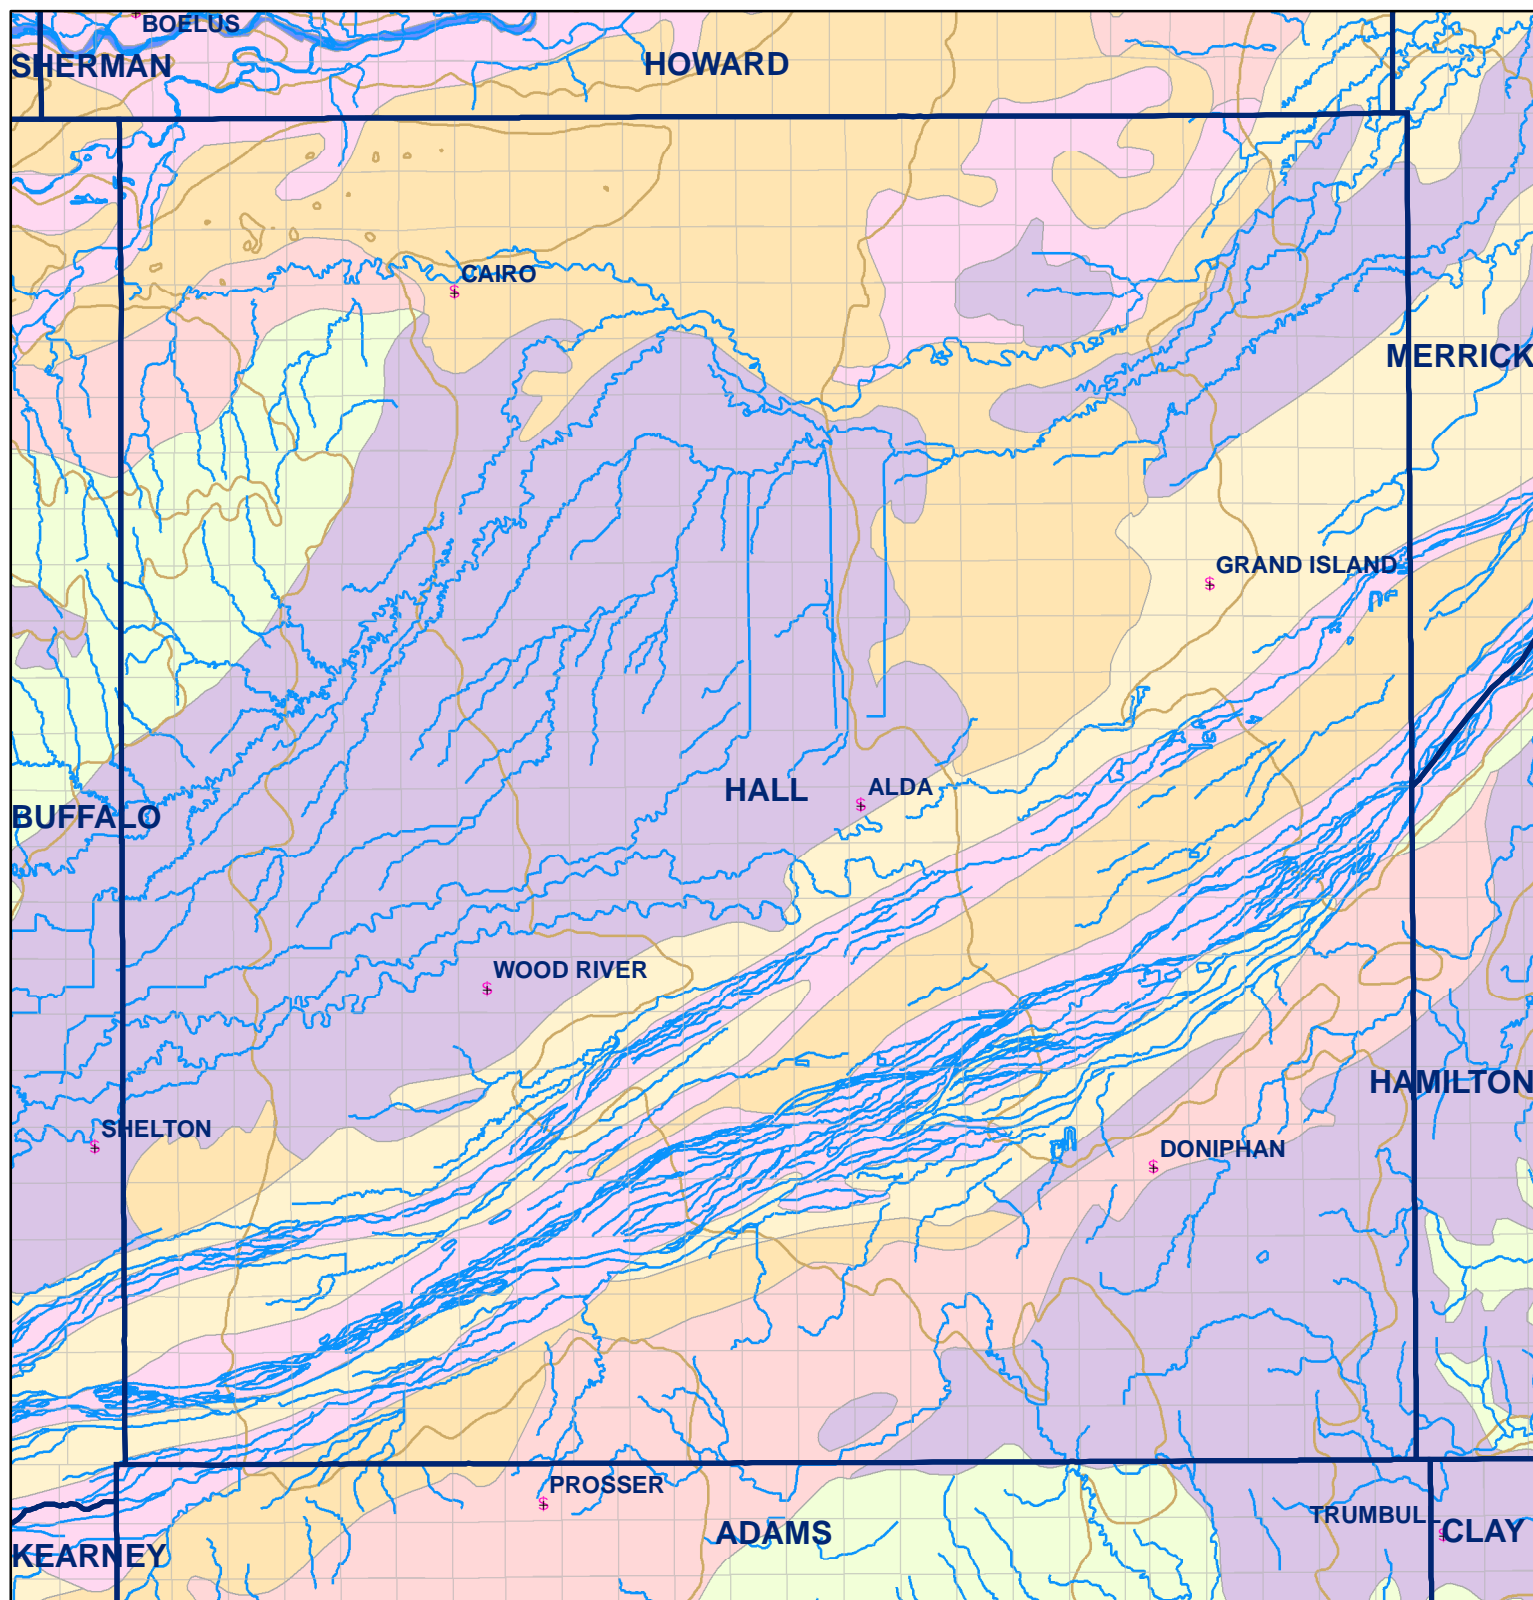 BOELUS
SHERMAN
HOWARD
CAIRO
MERRICK
GRAND ISLAND
HALL
ALDA
BUFFALO
WOOD RIVER
HAMILTON
SHELTON
DONIPHAN
PROSSER
TRUMBULL
ADAMS
CLAY
KEARNEY